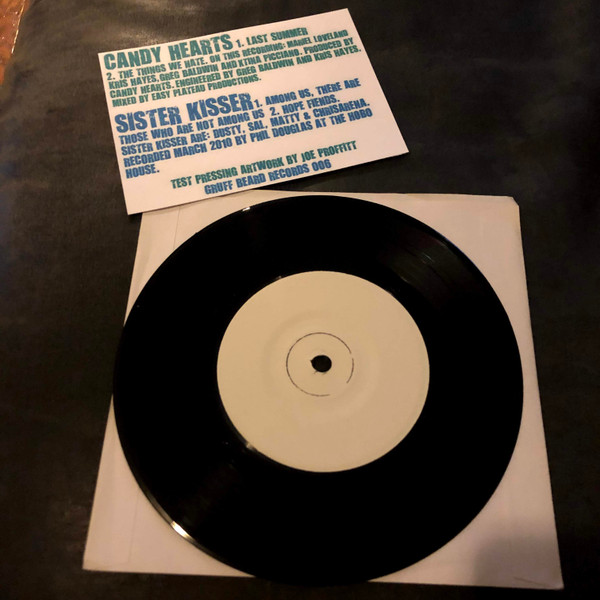 CANDY HEARTS 1. LAST SUMMER
2. THE THINGS WE HATE. ON THIS RECORDING: MARIEL LOVELAND
KRIS HAYES, GREG BALDWIN AND KTINA PICCIANO. PRODUCED BY
CANDY HEARTS. ENGINEERED BY GREG BALDWIN AND KRIS HAYES.
MIXED BY EASY PLATEAU PRODUCTIONS.
SISTER KISSER 1. AMONG US, THERE ARE
THOSE WHO ARE NOT AMONG US 2. HOPE FIENDS.
SISTER KISSER ARE: DUSTY, SAL, MATTY & CHRISABENA.
RECORDED MARCH 2010 BY PHIL DOUGLAS AT THE HOBO
HOUSE.
TEST PRESSING ARTWORK BY JOE PROFFITT
GRUFF BEARD RECORDS 006